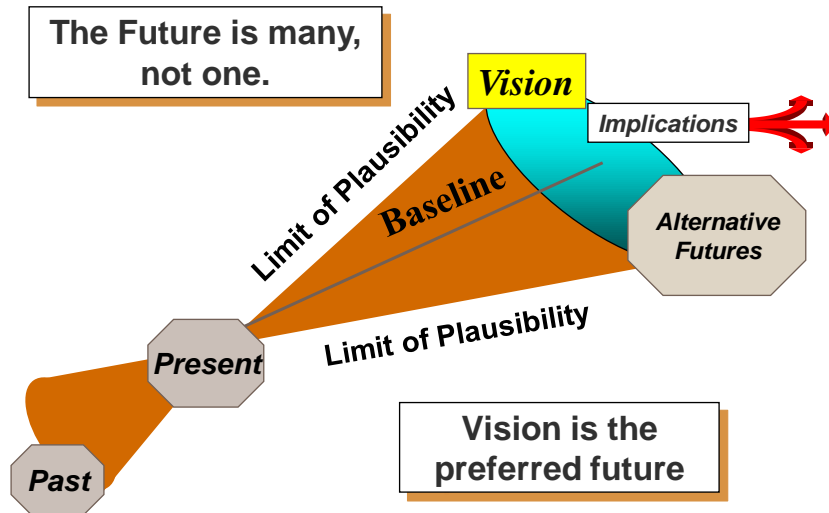 The Future is many,
not one.
Vision
Implications
Limit of Plausibility
Baseline
Alternative
Futures
Limit of Plausibility
Present
Vision is the
preferred future
Past